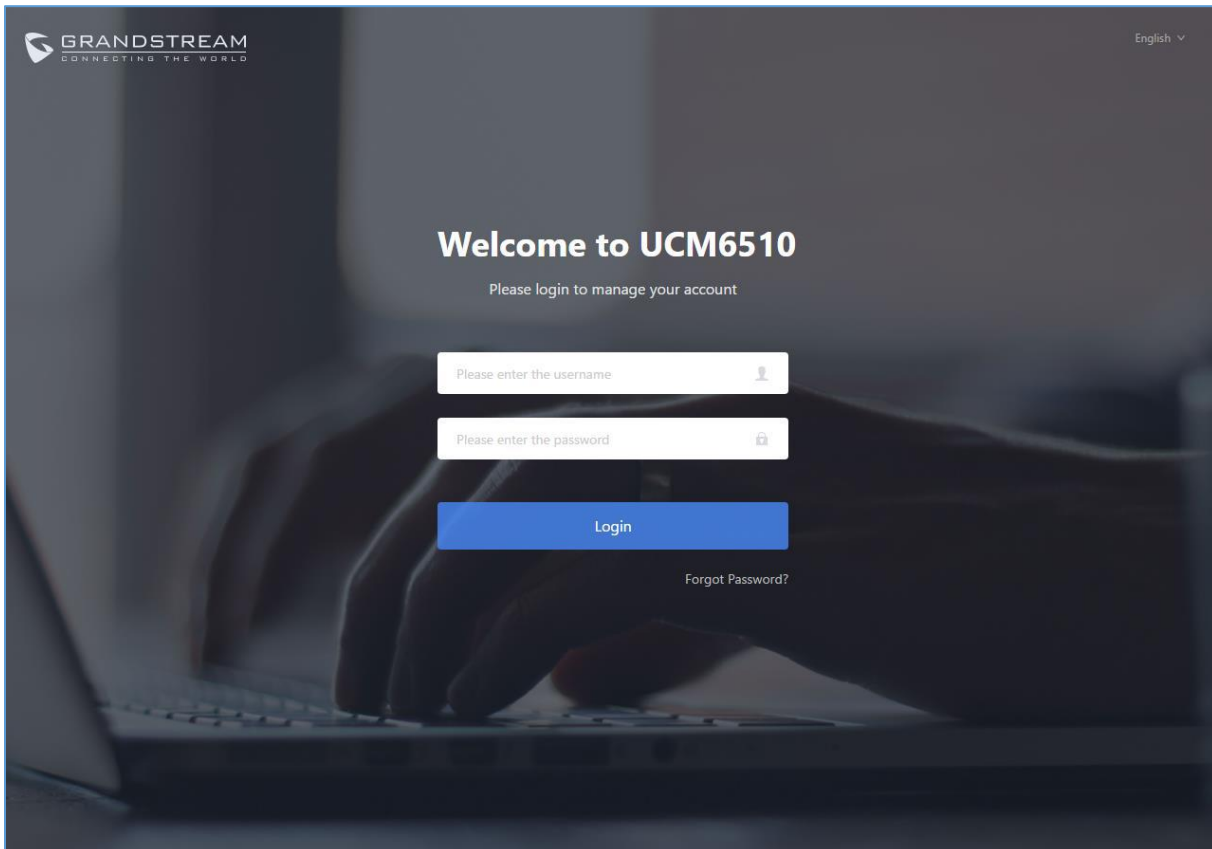 GRANDSTREAM
CONNECTING THE WORLD
English
Welcome to UCM6510
Please login to manage your account
Please enter the username
Please enter the password
Login
Forgot Password?